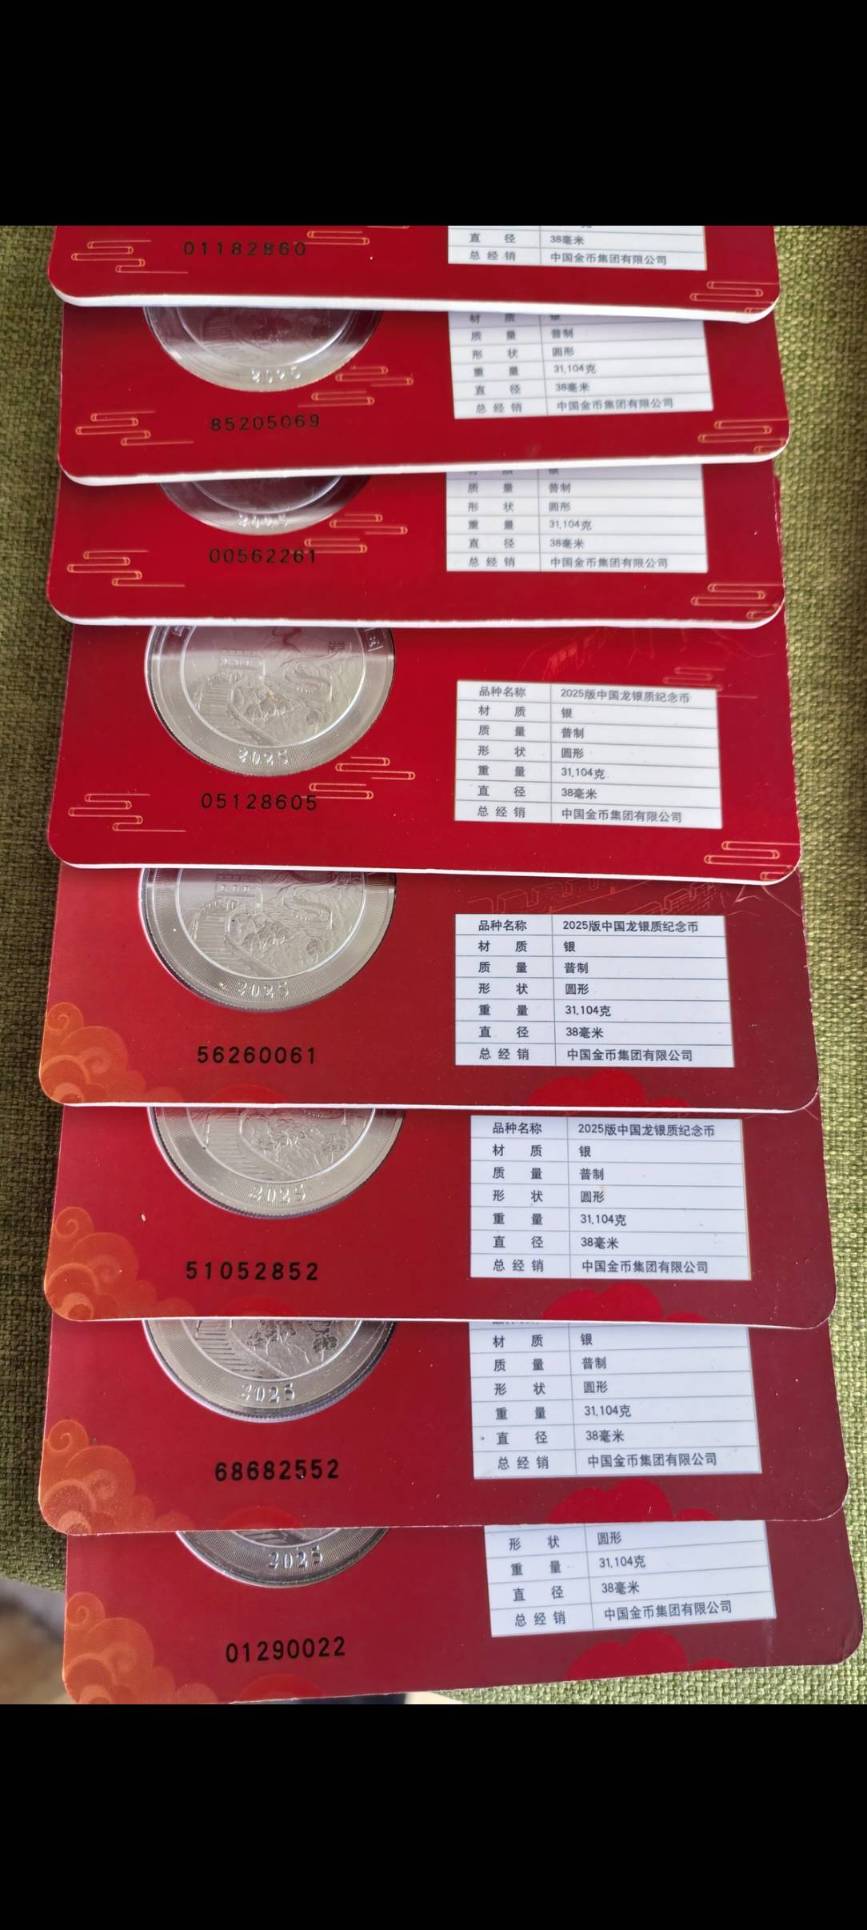 01182860
直 径 38毫米
总 经 销 中国金币集团有限公司
材 质 银
质 量 普制
形 状 圆形
重 量 31.104克
2025
直 径 38毫米
总 经 销 中国金币集团有限公司
85205069
材 质 银
质 量 普制
形 状 圆形
重 量 31.104克
2025
直 径 38毫米
00562261
总 经 销 中国金币集团有限公司
品种名称 2025版中国龙银质纪念币
材 质 银
质 量 普制
形 状 圆形
2025
重 量 31.104克
直 径 38毫米
05128605
总 经 销 中国金币集团有限公司
品种名称 2025版中国龙银质纪念币
材 质 银
质 量 普制
形 状 圆形
2025
重 量 31.104克
直 径 38毫米
总 经 销 中国金币集团有限公司
56260061
品种名称 2025版中国龙银质纪念币
材 质 银
质 量 普制
形 状 圆形
2025
重 量 31.104克
直 径 38毫米
总 经 销 中国金币集团有限公司
51052852
材 质 银
质 量 普制
形 状 圆形
2025
重 量 31.104克
直 径 38毫米
总 经 销 中国金币集团有限公司
68682552
形 状 圆形
2025
重 量 31.104克
直 径 38毫米
总 经 销 中国金币集团有限公司
01290022